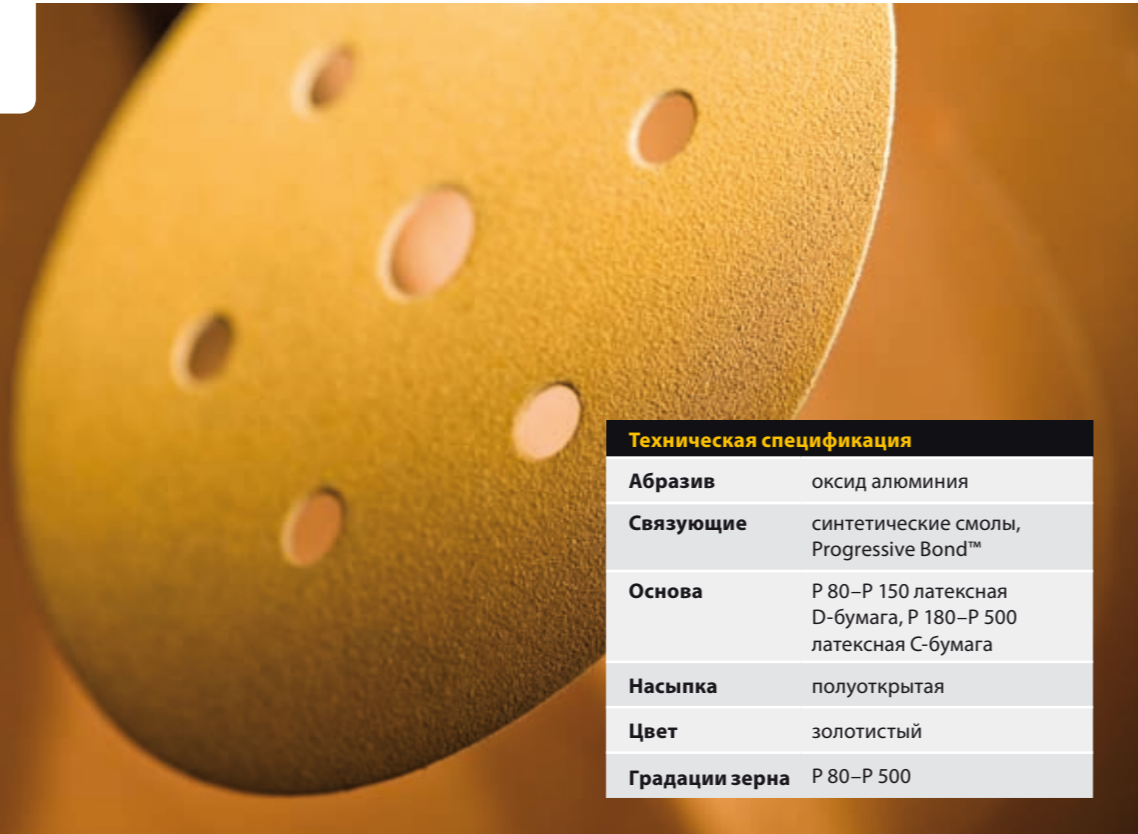 Техническая спецификация
Абразив оксид алюминия
Связующие синтетические смолы,
Progressive Bond™
Основа P 80–P 150 латексная
D-бумага, P 180–P 500
латексная C-бумага
Насыпка полуоткрытая
Цвет золотистый
Градации зерна P 80–P 500